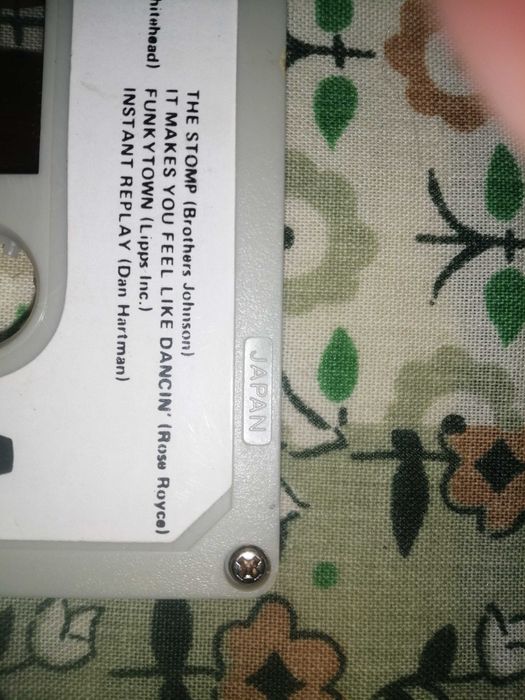 hitehead)
THE STOMP (Brothers Johnson)
IT MAKES YOU FEEL LIKE DANCIN' (Rose Royce)
FUNKYTOWN (Lipps Inc.)
INSTANT REPLAY (Dan Hartman)
JAPAN